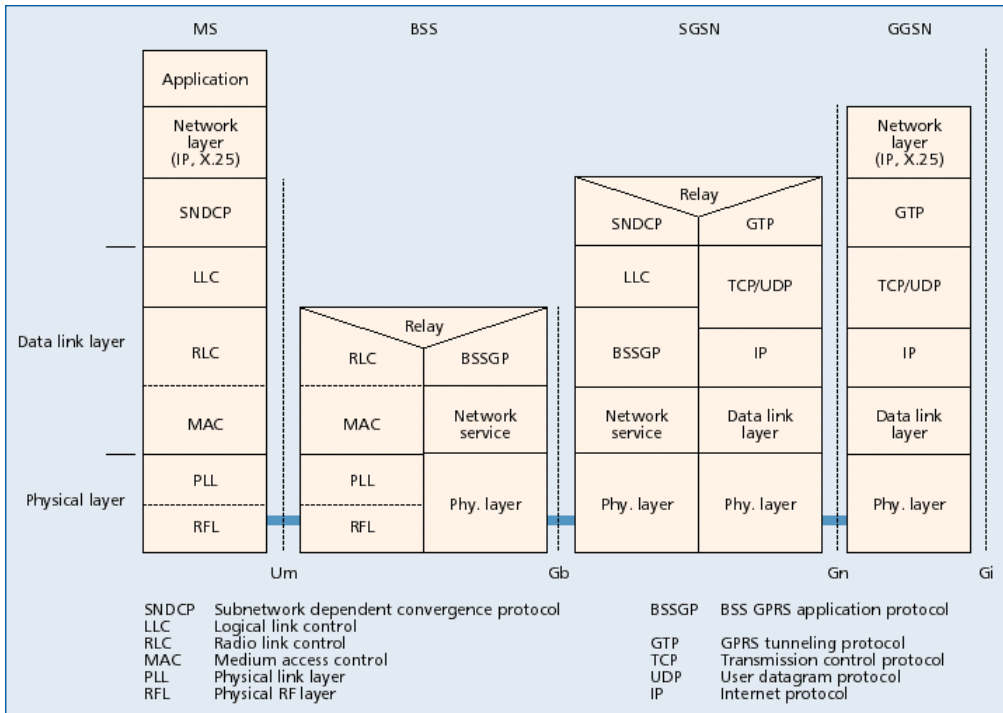 MS BSS SGSN GGSN
Application
Network
layer
(IP, X.25)
Network
layer
(IP, X.25)
SNDCP
Relay
SNDCP GTP
GTP
LLC
LLC
TCP/UDP
TCP/UDP
Data link layer
RLC
Relay
RLC BSSGP
BSSGP
IP
IP
MAC
MAC
Network
service
Network
service
Data link
layer
Data link
layer
Physical layer
PLL
PLL
RFL
RFL
Phy. layer
Phy. layer
Phy. layer
Phy. layer
Um Gb Gn Gi
SNDCP Subnetwork dependent convergence protocol
LLC Logical link control
RLC Radio link control
MAC Medium access control
PLL Physical link layer
RFL Physical RF layer
BSSGP BSS GPRS application protocol
GTP GPRS tunneling protocol
TCP Transmission control protocol
UDP User datagram protocol
IP Internet protocol